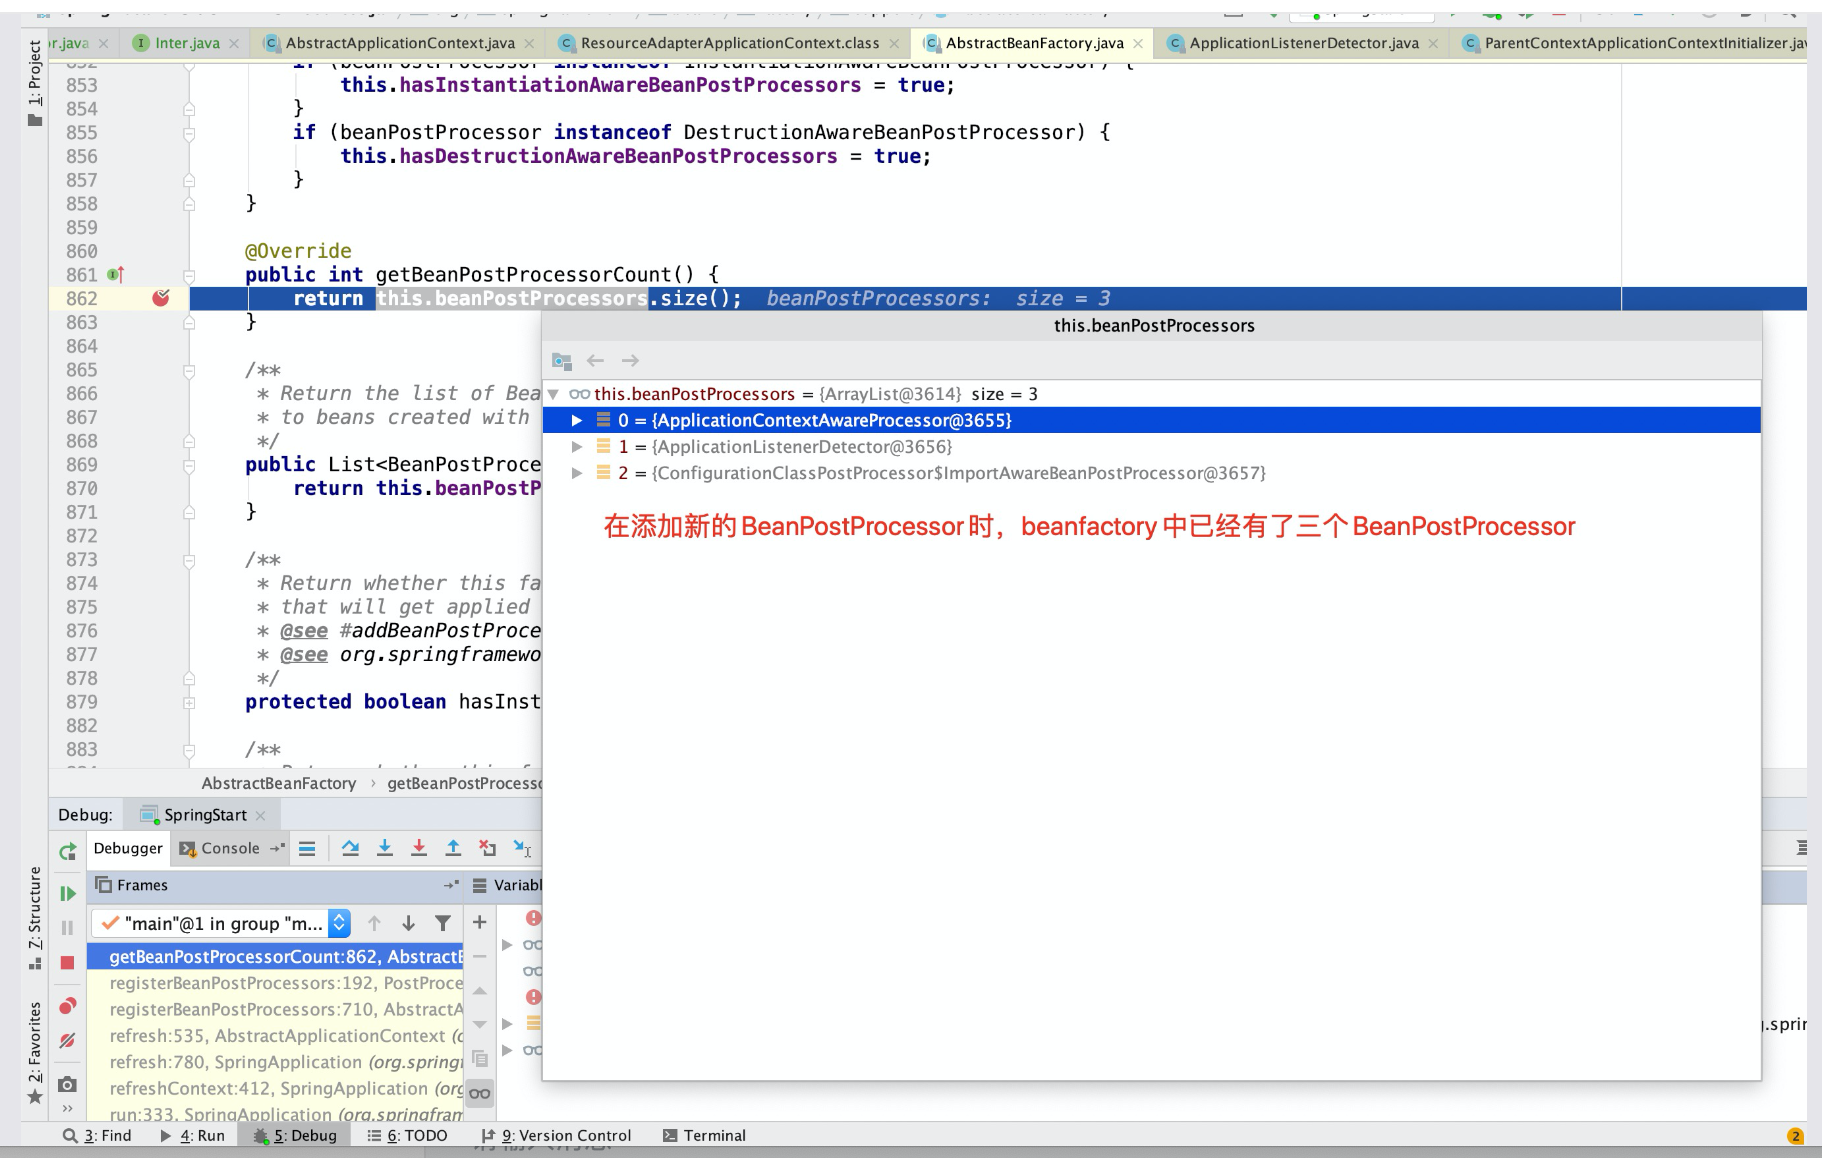 r.java
Inter.java
AbstractApplicationContext.java
ResourceAdapterApplicationContext.class
AbstractBeanFactory.java
ApplicationListenerDetector.java
ParentContextApplicationContextInitializer.jav
1: Project
853 this.hasInstantiationAwareBeanPostProcessors = true;
854 }
855 if (beanPostProcessor instanceof DestructionAwareBeanPostProcessor) {
856 this.hasDestructionAwareBeanPostProcessors = true;
857 }
858 }
859
860 @Override
861 public int getBeanPostProcessorCount() {
862 return this.beanPostProcessors.size(); beanPostProcessors: size = 3
863 }
864
865 /**
866 * Return the list of Bea
867 * to beans created with
868 */
869 public List<BeanPostProce
870 return this.beanPostP
871 }
872
873 /**
874 * Return whether this fa
875 * that will get applied
876 * @see #addBeanPostProce
877 * @see org.springframewo
878 */
879 protected boolean hasInst
882
883 /**
this.beanPostProcessors
this.beanPostProcessors = {ArrayList@3614} size = 3
0 = {ApplicationContextAwareProcessor@3655}
1 = {ApplicationListenerDetector@3656}
2 = {ConfigurationClassPostProcessor$ImportAwareBeanPostProcessor@3657}
在添加新的BeanPostProcessor时，beanfactory中已经有了三个BeanPostProcessor
AbstractBeanFactory › getBeanPostProcesso
Debug: SpringStart
Debugger Console
Frames Variabl
"main"@1 in group "m...
getBeanPostProcessorCount:862, AbstractB
registerBeanPostProcessors:192, PostProce
registerBeanPostProcessors:710, AbstractA
refresh:535, AbstractApplicationContext (o
refresh:780, SpringApplication (org.spring
refreshContext:412, SpringApplication (org
run:333, SpringApplication (org.springfram
g.sprin
7: Structure
2: Favorites
3: Find 4: Run 5: Debug 6: TODO 9: Version Control Terminal 2